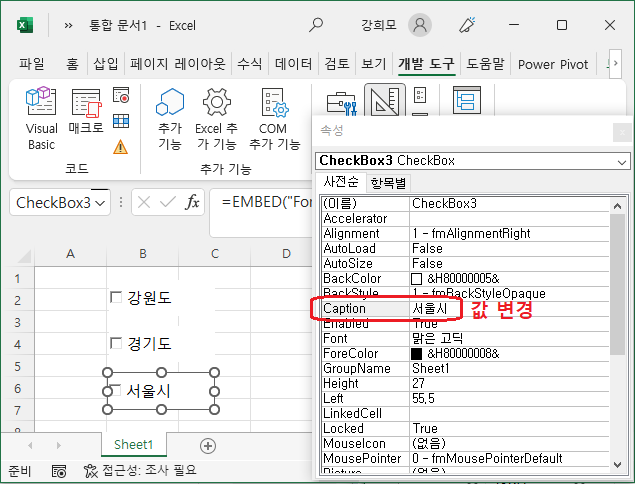 통합 문서1 - Excel
강희모
파일 홈 삽입 페이지 레이아웃 수식 데이터 검토 보기 개발 도구 도움말 Power Pivot
Visual Basic
매크로
코드
추가 기능
Excel 추가 기능
COM 추가 기능
추가 기능
CheckBox3
fx
=EMBED("For
A B C D
1
2 강원도
3
4 경기도
5
6 서울시
7
Sheet1
준비
접근성: 조사 필요
속성
CheckBox3 CheckBox
사전순 항목별
(이름) CheckBox3
Accelerator
Alignment 1 - fmAlignmentRight
AutoLoad False
AutoSize False
BackColor &H80000005&
BackStyle 1 - fmBackStyleOpaque
Caption 서울시
값 변경
Enabled True
Font 맑은 고딕
ForeColor &H80000008&
GroupName Sheet1
Height 27
Left 55,5
LinkedCell
Locked True
MouseIcon (없음)
MousePointer 0 - fmMousePointerDefault
Picture (없음)